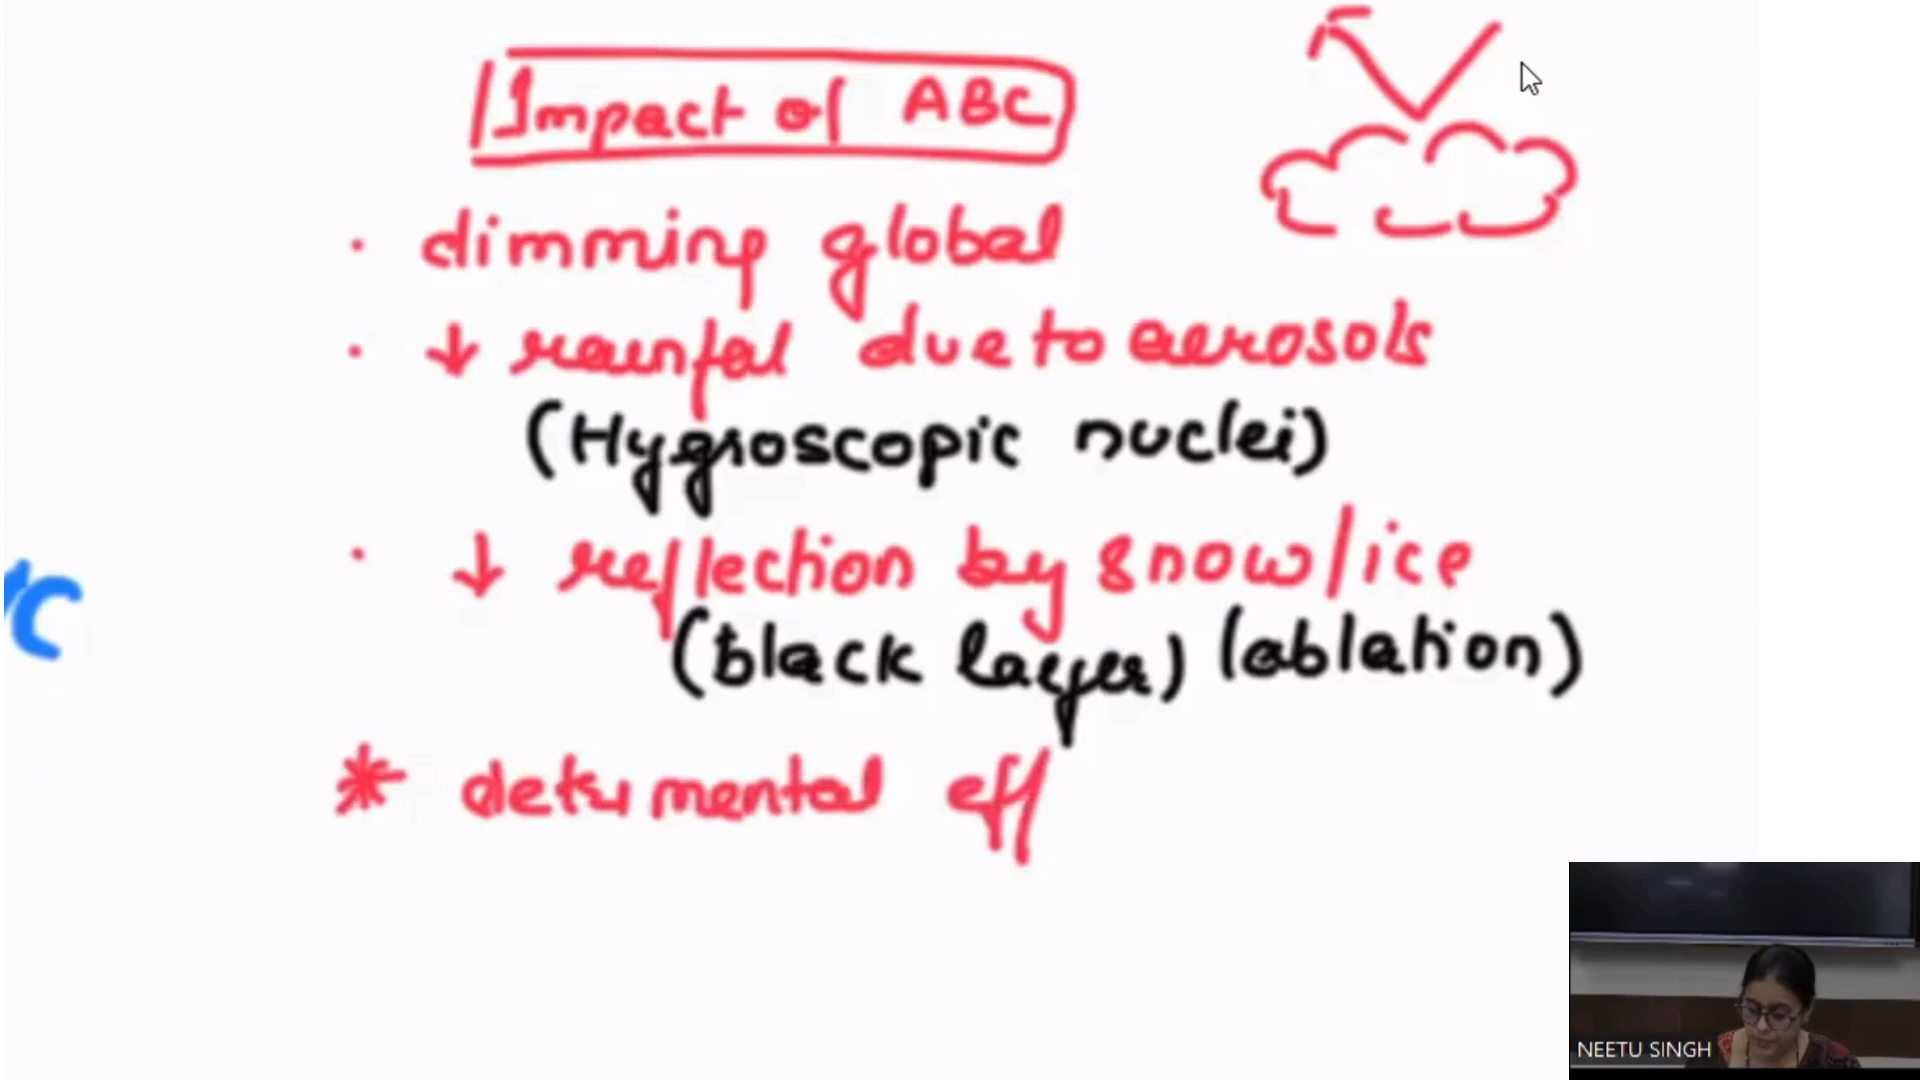 Impact of ABC
· dimming global
· ↓ rainfal due to aerosols
(Hygroscopic nuclei)
· ↓ reflection by snow/ice
(black layer) (ablation)
* detrimental eff
NEETU SINGH